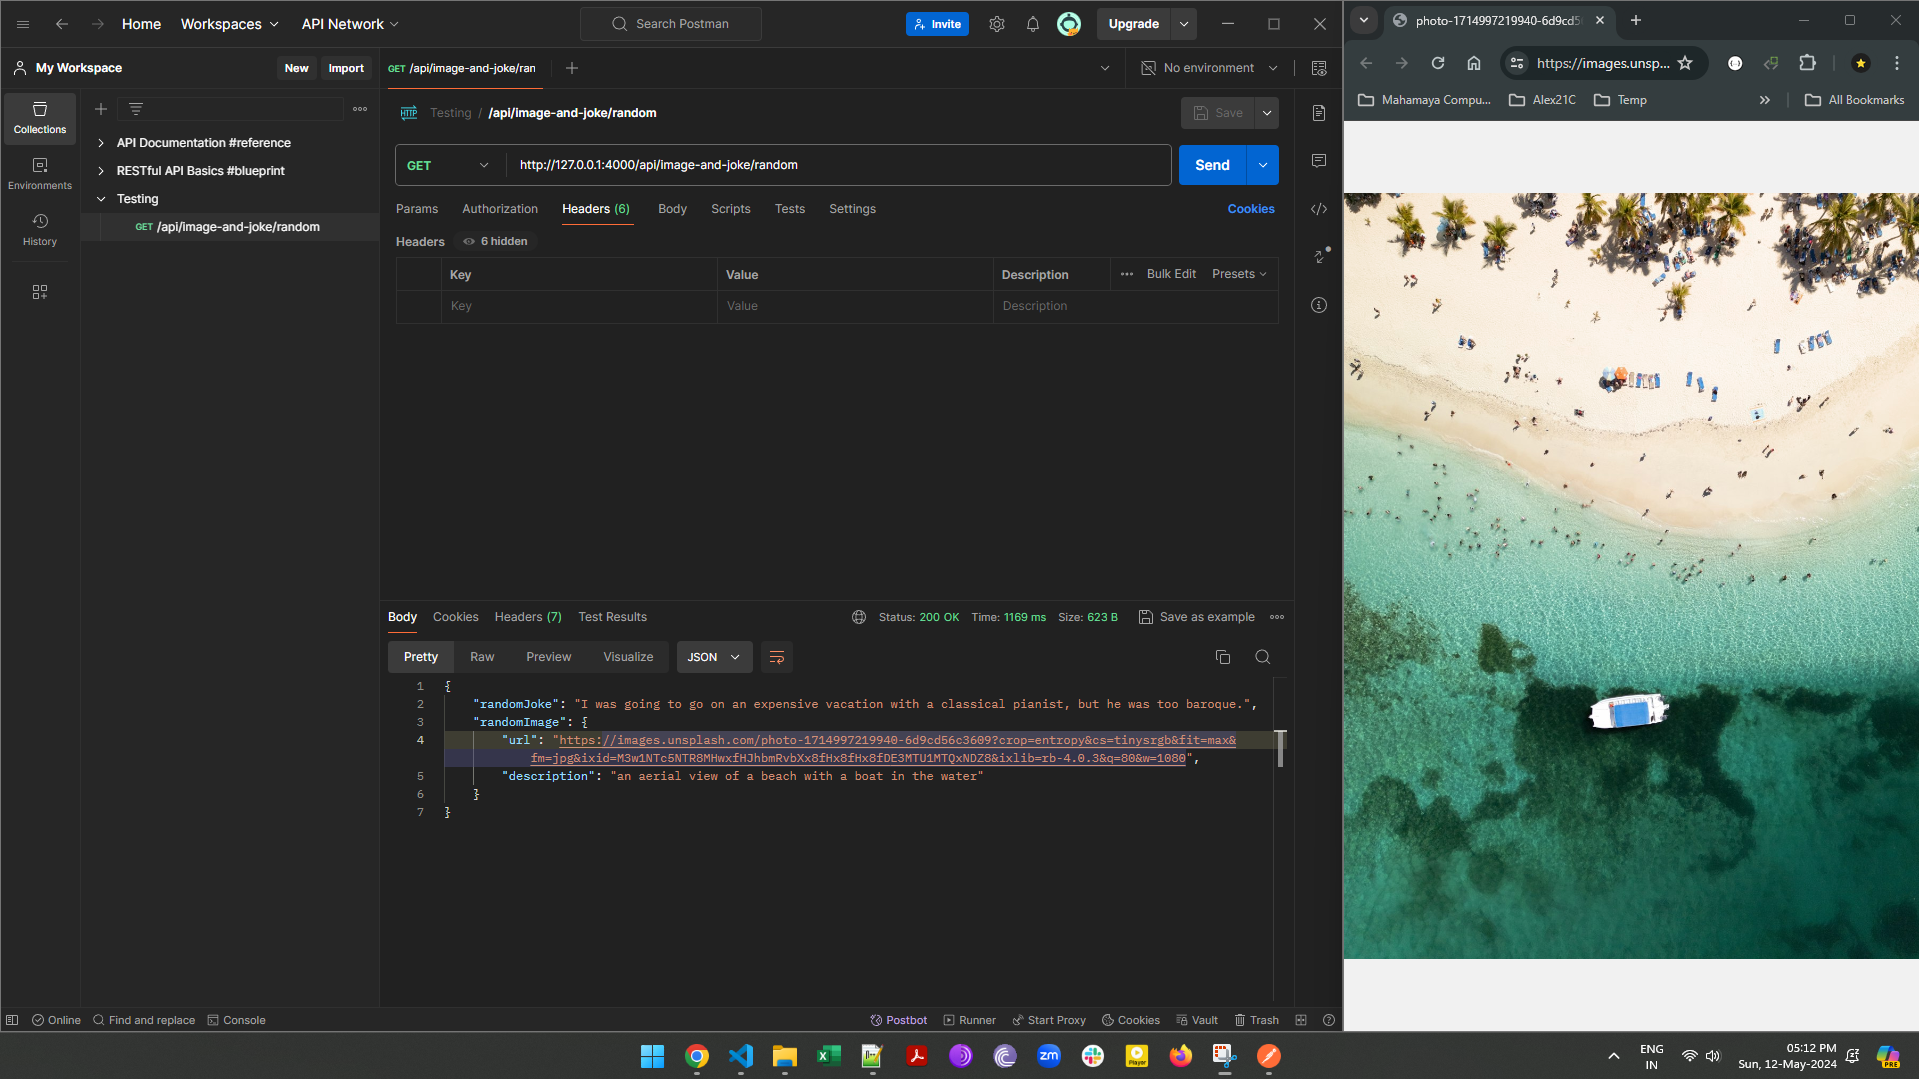 Home
Workspaces
API Network
Search Postman
Invite
Upgrade
My Workspace
New
Import
GET /api/image-and-joke/ran
No environment
Collections
Environments
History
API Documentation #reference
RESTful API Basics #blueprint
Testing
GET /api/image-and-joke/random
HTTP Testing / /api/image-and-joke/random
Save
GET
http://127.0.0.1:4000/api/image-and-joke/random
Send
Params
Authorization
Headers (6)
Body
Scripts
Tests
Settings
Cookies
Headers
6 hidden
Key
Value
Description
Bulk Edit
Presets
Key
Value
Description
Body
Cookies
Headers (7)
Test Results
Status: 200 OK
Time: 1169 ms
Size: 623 B
Save as example
Pretty
Raw
Preview
Visualize
JSON
1 {
2 "randomJoke": "I was going to go on an expensive vacation with a classical pianist, but he was too baroque.",
3 "randomImage": {
4 "url": "https://images.unsplash.com/photo-1714997219940-6d9cd56c3609?crop=entropy&cs=tinysrgb&fit=max&
fm=jpg&ixid=M3w1NTc5NTR8MHwxfHJhbmRvbXx8fHx8fHx8fDE3MTU1MTQxNDZ8&ixlib=rb-4.0.3&q=80&w=1080",
5 "description": "an aerial view of a beach with a boat in the water"
6 }
7 }
Online
Find and replace
Console
Postbot
Runner
Start Proxy
Cookies
Vault
Trash
photo-1714997219940-6d9cd5
https://images.unsp...
Mahamaya Compu...
Alex21C
Temp
All Bookmarks
zm
Player
ENG
IN
05:12 PM
Sun, 12-May-2024
PRE